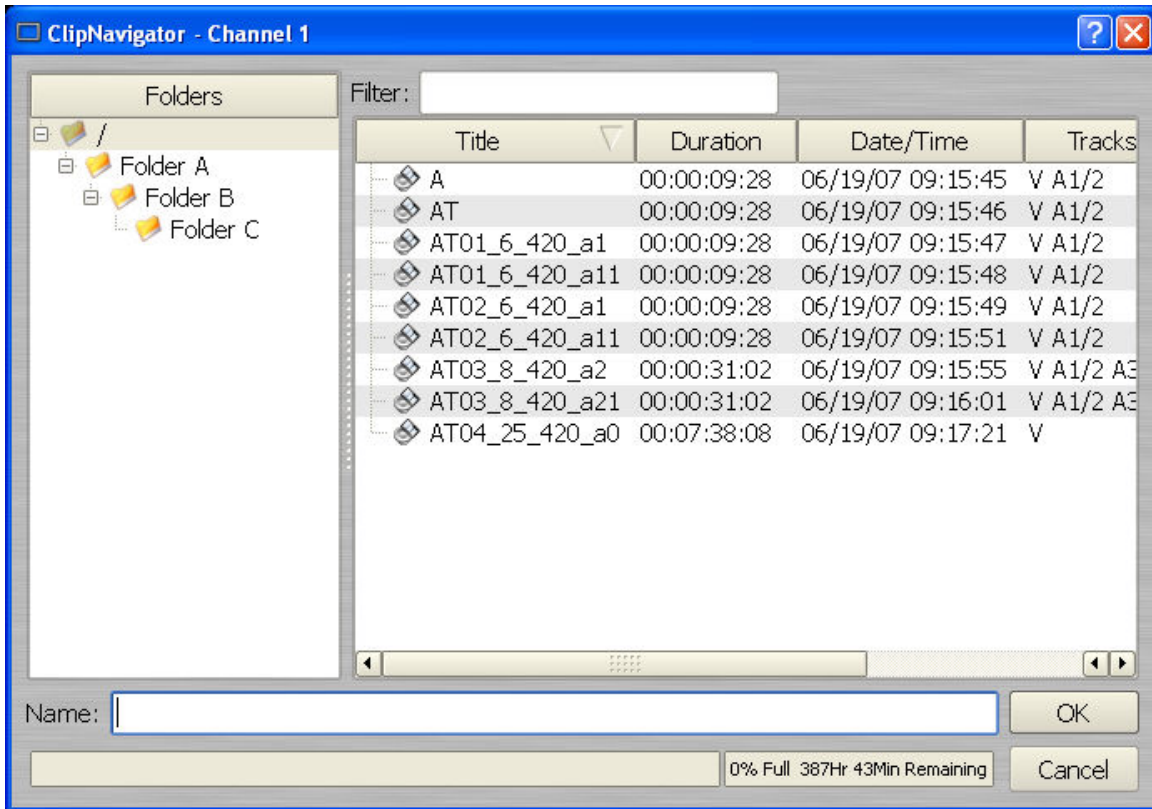 ClipNavigator - Channel 1
?
Folders
/
Folder A
Folder B
Folder C
Filter:
Title Duration Date/Time Tracks
A 00:00:09:28 06/19/07 09:15:45 V A1/2
AT 00:00:09:28 06/19/07 09:15:46 V A1/2
AT01_6_420_a1 00:00:09:28 06/19/07 09:15:47 V A1/2
AT01_6_420_a11 00:00:09:28 06/19/07 09:15:48 V A1/2
AT02_6_420_a1 00:00:09:28 06/19/07 09:15:49 V A1/2
AT02_6_420_a11 00:00:09:28 06/19/07 09:15:51 V A1/2
AT03_8_420_a2 00:00:31:02 06/19/07 09:15:55 V A1/2 A3
AT03_8_420_a21 00:00:31:02 06/19/07 09:16:01 V A1/2 A3
AT04_25_420_a0 00:07:38:08 06/19/07 09:17:21 V
Name:
OK
0% Full 387Hr 43Min Remaining
Cancel